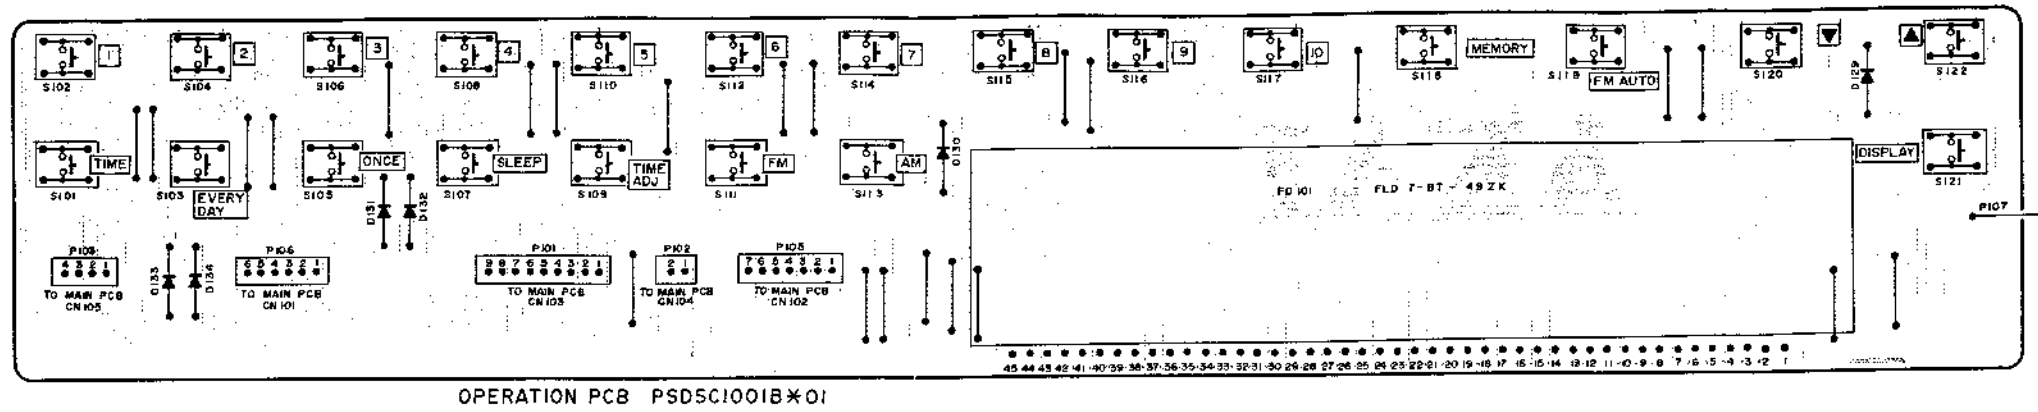 1 2 3 4 5 6 7 8 9 10 MEMORY
S102 S104 S106 S108 S110 S112 S114 S115 S116 S117 S118 S119 S120 D129 S122
FM AUTO
TIME ONCE SLEEP TIME ADJ FM AM D130 DISPLAY
S101 S103 S105 S107 S109 S111 S113 S121
EVERY DAY
D131 D132
FD101 FLD 7-BT-49ZK
P107
P106 P101 P102
4 3 2 1
6 5 4 3 2 1
9 8 7 6 5 4 3 2 1
2 1
7 6 5 4 3 2 1
D133 D134
TO MAIN PCB CN105
TO MAIN PCB CN101
TO MAIN PCB CN103
TO MAIN PCB CN104
TO MAIN PCB CN102
OPERATION PCB PSDSC1001B*01